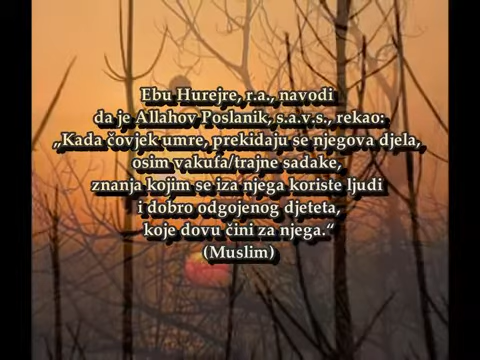 Ebu Hurejre, r.a., navodi
da je Allahov Poslanik, s.a.v.s., rekao:
„Kada čovjek umre, prekidaju se njegova djela,
osim vakufa/trajne sadake,
znanja kojim se iza njega koriste ljudi
i dobro odgojenog djeteta,
koje dovu čini za njega.“
(Muslim)